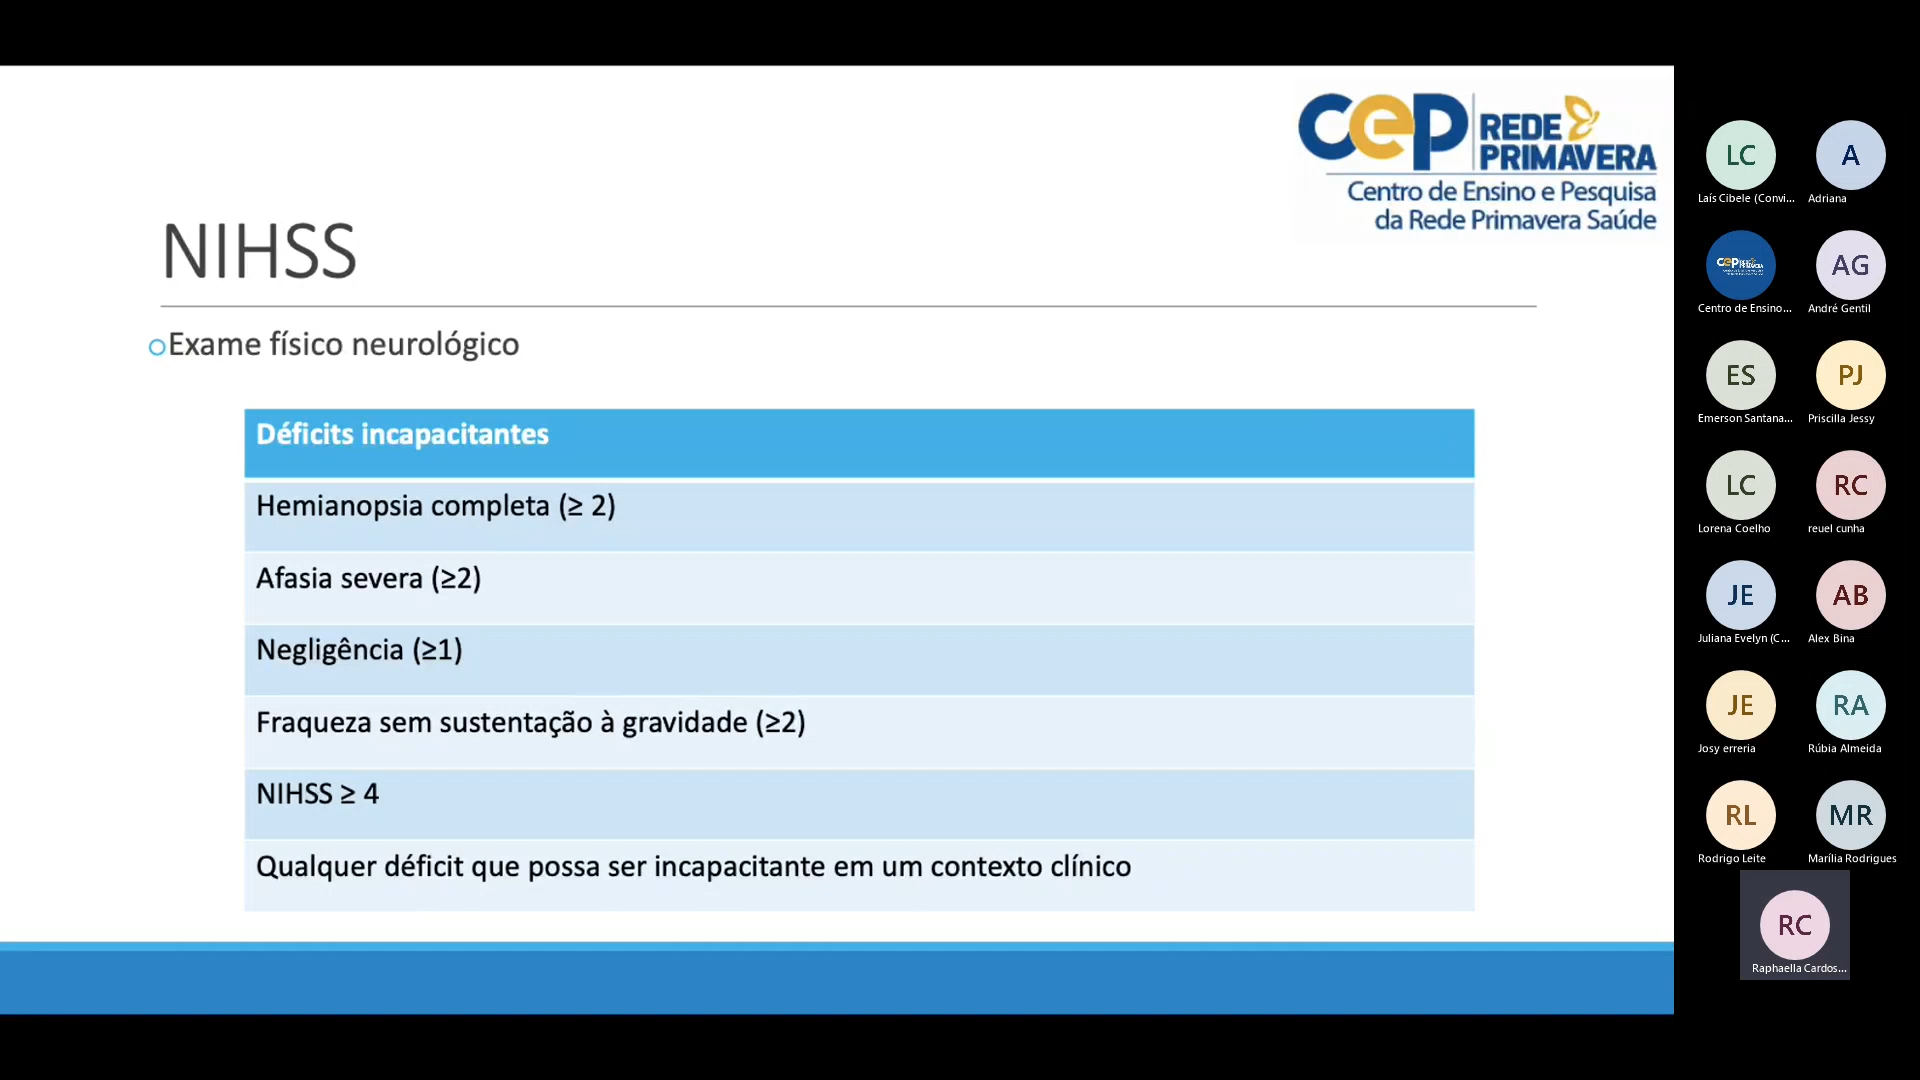 cep REDE
PRIMAVERA
Centro de Ensino e Pesquisa
da Rede Primavera Saúde
NIHSS
Exame físico neurológico
Déficits incapacitantes
Hemianopsia completa (≥ 2)
Afasia severa (≥2)
Negligência (≥1)
Fraqueza sem sustentação à gravidade (≥2)
NIHSS ≥ 4
Qualquer déficit que possa ser incapacitante em um contexto clínico
LC
Laís Cibele (Convi...
A
Adriana
cep
Centro de Ensino...
AG
André Gentil
ES
Emerson Santana...
PJ
Priscilla Jessy
LC
Lorena Coelho
RC
reuel cunha
JE
Juliana Evelyn (C...
AB
Alex Bina
JE
Josy erreria
RA
Rúbia Almeida
RL
Rodrigo Leite
MR
Marília Rodrigues
RC
Raphaella Cardos...